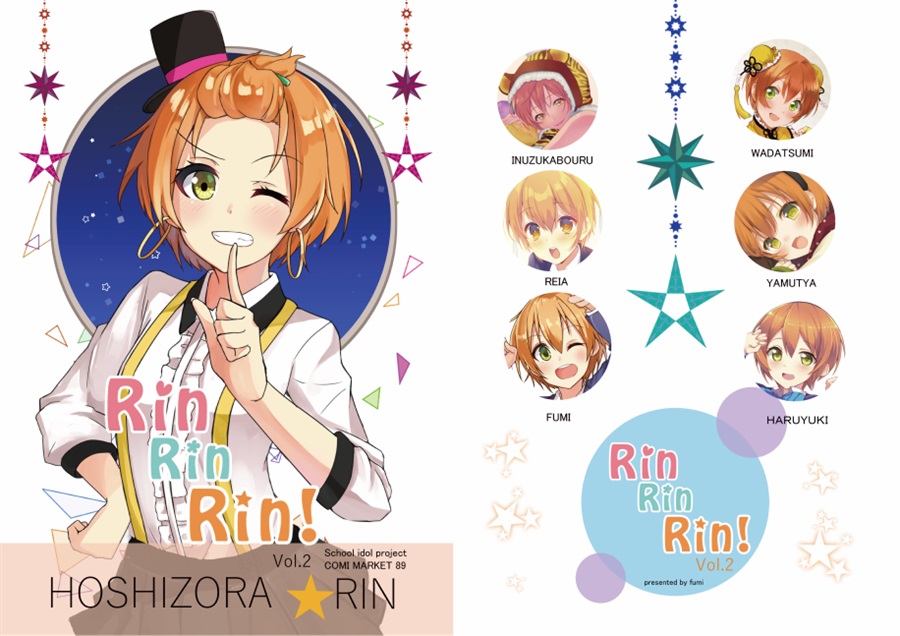 Rin
Rin
Rin!
Vol.2
School idol project
COMI MARKET 89
HOSHIZORA ★RIN
INUZUKABOURU
WADATSUMI
REIA
YAMUTYA
FUMI
HARUYUKI
Rin
Rin
Rin!
Vol.2
presented by fumi